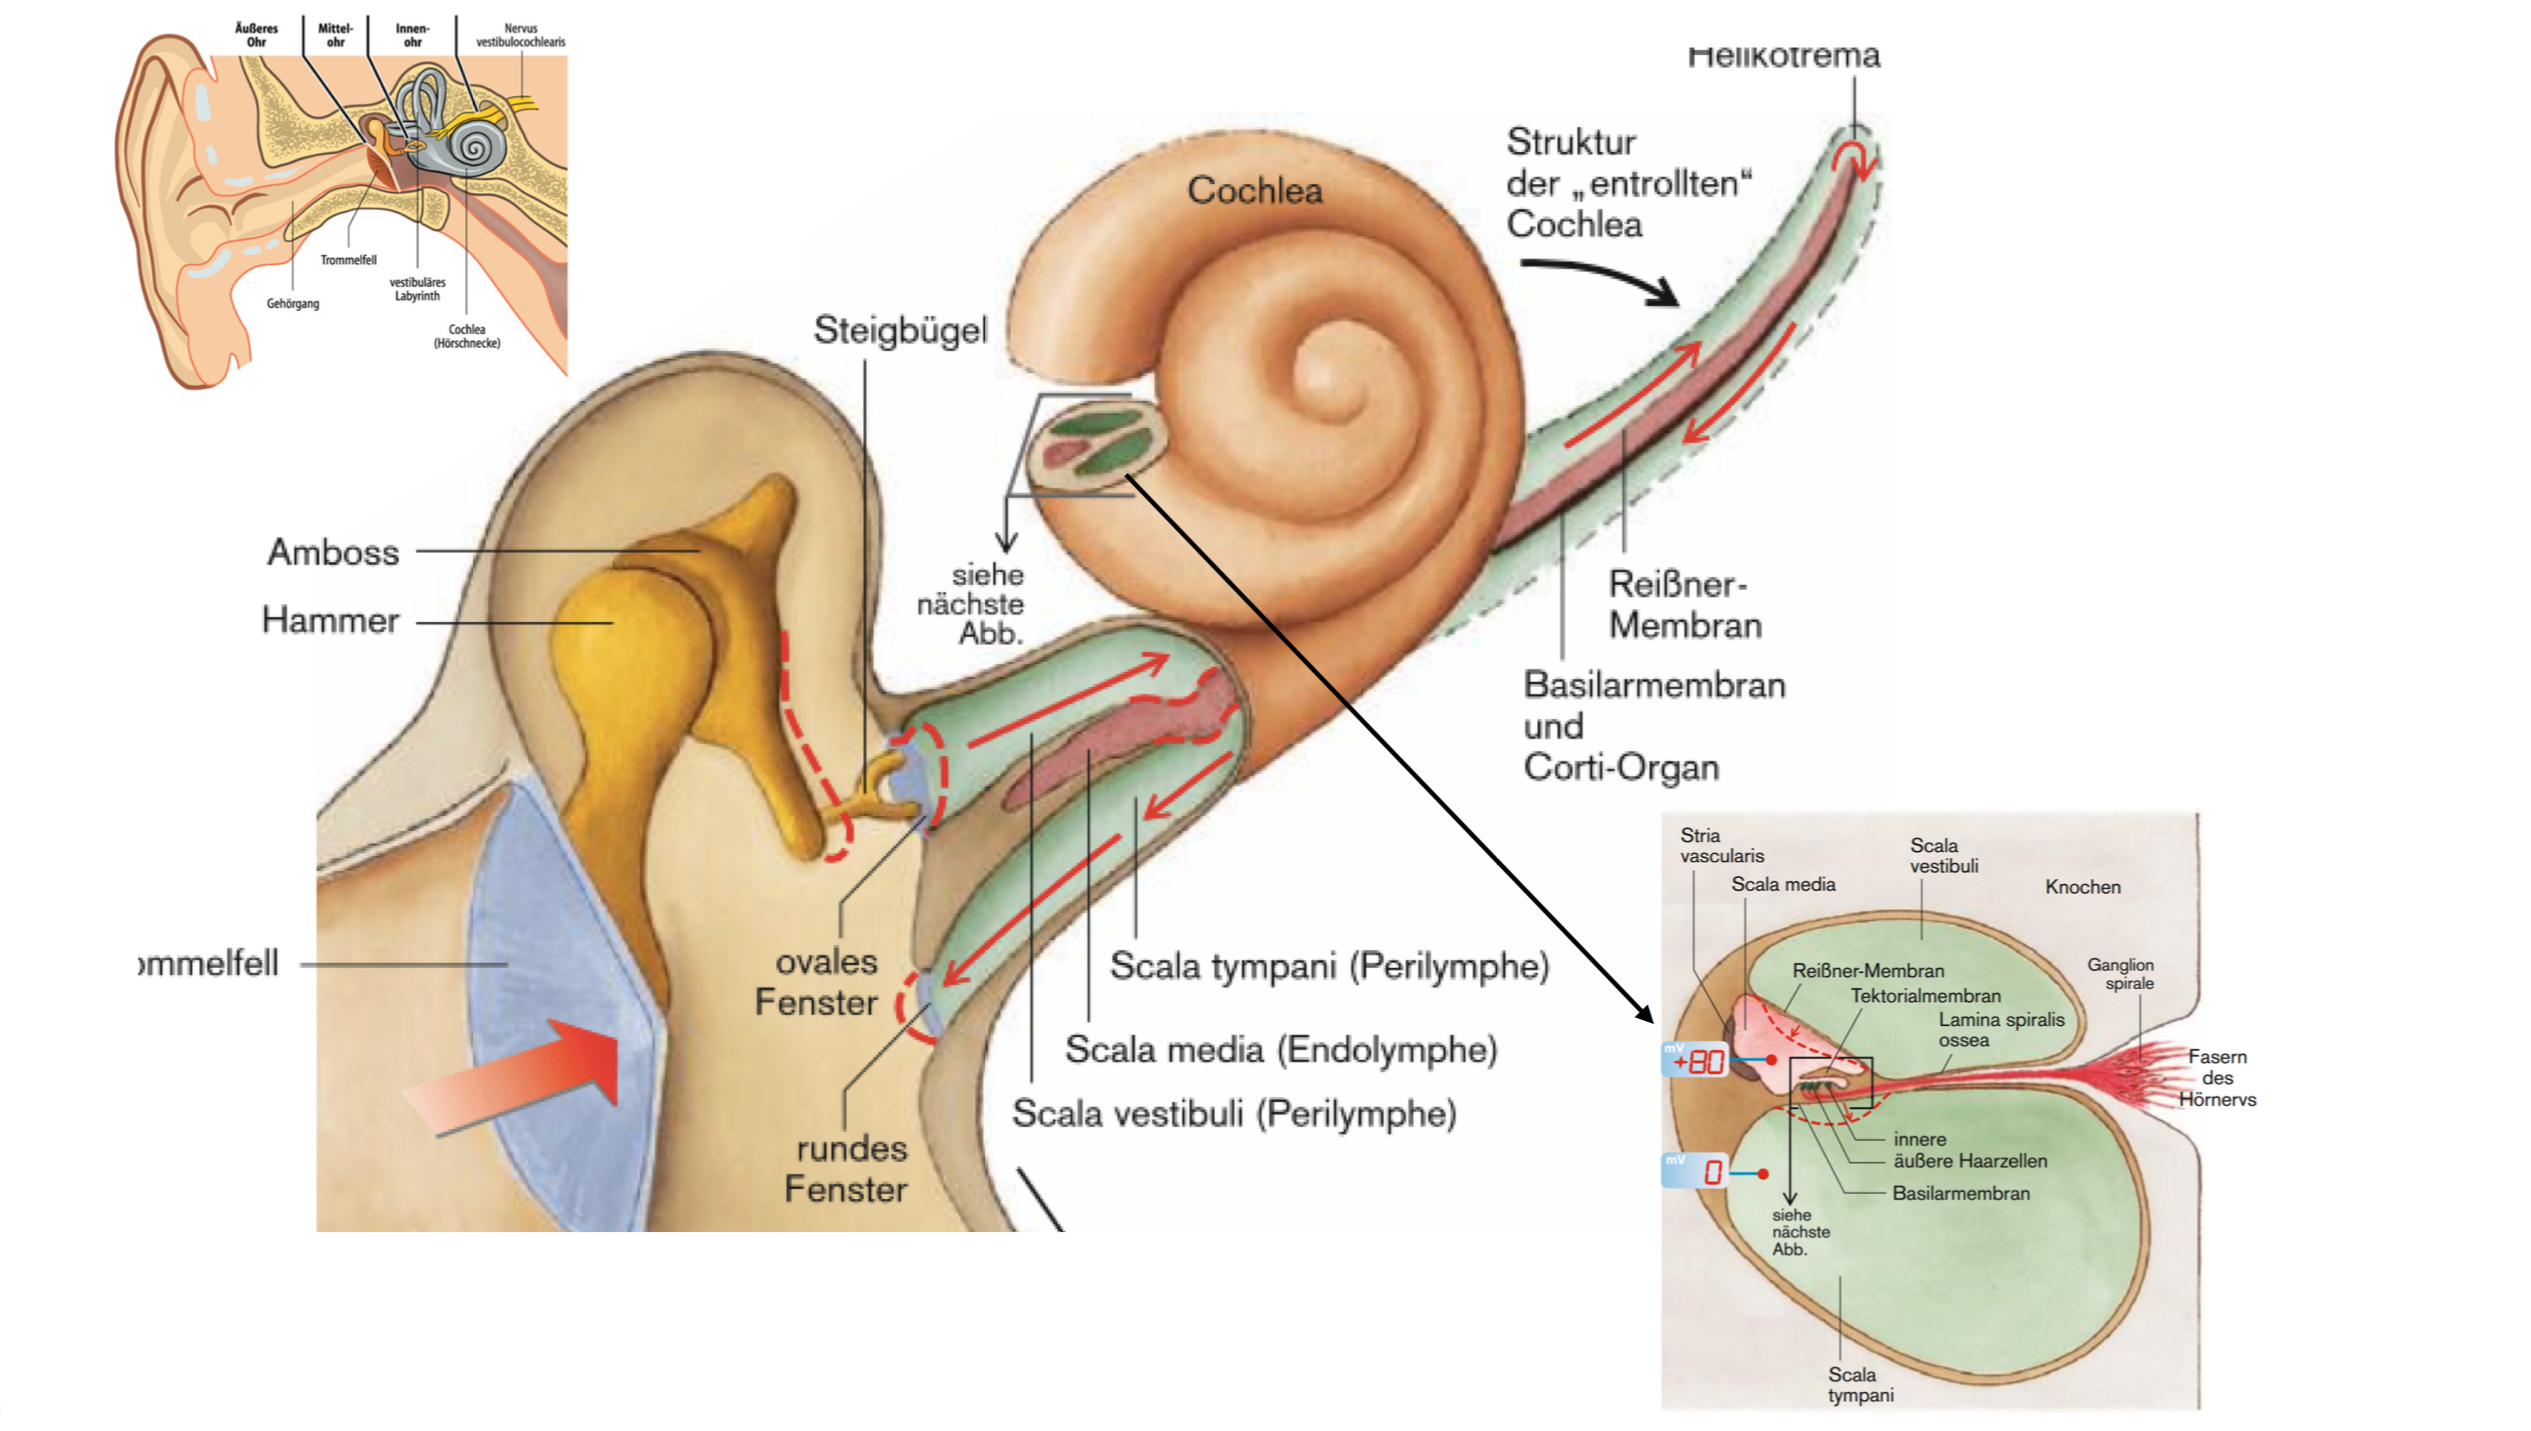 Äußeres
Ohr
Mittel-
ohr
Innen-
ohr
Nervus
vestibulocochlearis
Trommelfell
vestibuläres
Labyrinth
Gehörgang
Cochlea
(Hörschnecke)
Helikotrema
Struktur
der „entrollten“
Cochlea
Cochlea
Steigbügel
siehe
nächste
Abb.
Amboss
Hammer
Reißner-
Membran
Basilarmembran
und
Corti-Organ
ommelfell
ovales
Fenster
rundes
Fenster
Scala tympani (Perilymphe)
Scala media (Endolymphe)
Scala vestibuli (Perilymphe)
Stria
vascularis
Scala media
Scala
vestibuli
Knochen
Reißner-Membran
Tektorialmembran
Lamina spiralis
ossea
Ganglion
spirale
Fasern
des
Hörnervs
mV
+80
mV
0
innere
äußere Haarzellen
Basilarmembran
siehe
nächste
Abb.
Scala
tympani